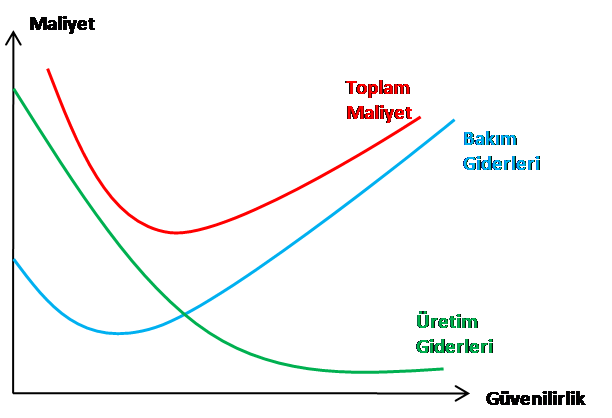 Maliyet
Toplam
Maliyet
Bakım
Giderleri
Üretim
Giderleri
Güvenilirlik